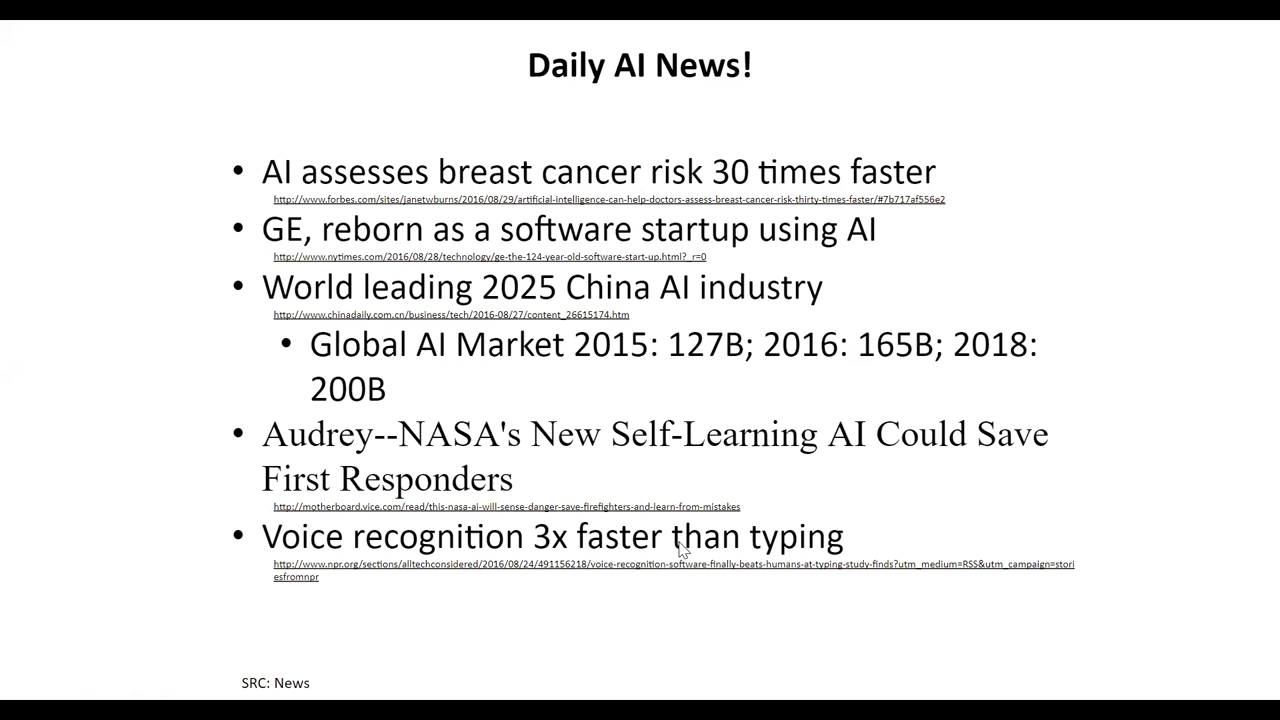 Daily AI News!
• AI assesses breast cancer risk 30 times faster
http://www.forbes.com/sites/janetwburns/2016/08/29/artificial-intelligence-can-help-doctors-assess-breast-cancer-risk-thirty-times-faster/#7b717af556e2
• GE, reborn as a software startup using AI
http://www.nytimes.com/2016/08/28/technology/ge-the-124-year-old-software-start-up.html?_r=0
• World leading 2025 China AI industry
http://www.chinadaily.com.cn/business/tech/2016-08/27/content_26615174.htm
• Global AI Market 2015: 127B; 2016: 165B; 2018:
200B
• Audrey--NASA's New Self-Learning AI Could Save
First Responders
http://motherboard.vice.com/read/this-nasa-ai-will-sense-danger-save-firefighters-and-learn-from-mistakes
• Voice recognition 3x faster than typing
http://www.npr.org/sections/alltechconsidered/2016/08/24/491156218/voice-recognition-software-finally-beats-humans-at-typing-study-finds?utm_medium=RSS&utm_campaign=stori
esfromnpr
SRC: News